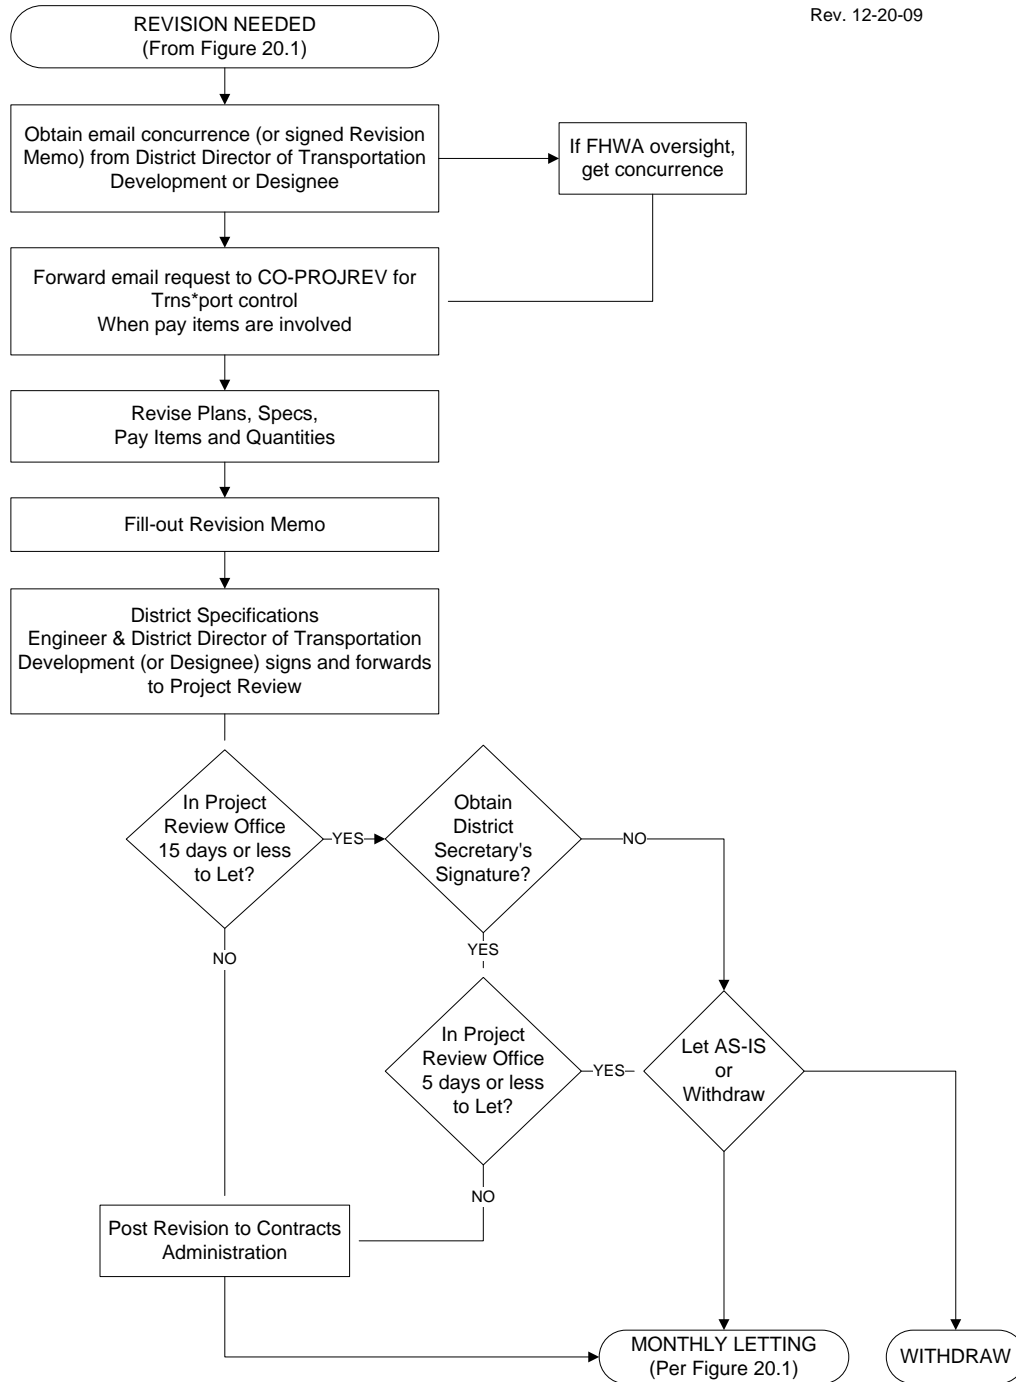 Rev. 12-20-09
REVISION NEEDED
(From Figure 20.1)
Obtain email concurrence (or signed Revision
Memo) from District Director of Transportation
Development or Designee
If FHWA oversight,
get concurrence
Forward email request to CO-PROJREV for
Trns*port control
When pay items are involved
Revise Plans, Specs,
Pay Items and Quantities
Fill-out Revision Memo
District Specifications
Engineer & District Director of Transportation
Development (or Designee) signs and forwards
to Project Review
In Project
Review Office
15 days or less
to Let?
YES
Obtain
District
Secretary's
Signature?
NO
NO
YES
In Project
Review Office
5 days or less
to Let?
YES
Let AS-IS
or
Withdraw
NO
Post Revision to Contracts
Administration
MONTHLY LETTING
(Per Figure 20.1)
WITHDRAW